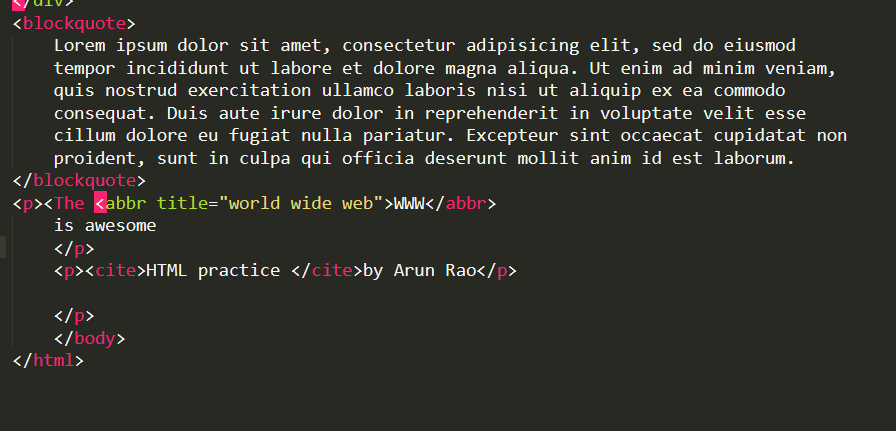 </div>
<blockquote>
Lorem ipsum dolor sit amet, consectetur adipisicing elit, sed do eiusmod
tempor incididunt ut labore et dolore magna aliqua. Ut enim ad minim veniam,
quis nostrud exercitation ullamco laboris nisi ut aliquip ex ea commodo
consequat. Duis aute irure dolor in reprehenderit in voluptate velit esse
cillum dolore eu fugiat nulla pariatur. Excepteur sint occaecat cupidatat non
proident, sunt in culpa qui officia deserunt mollit anim id est laborum.
</blockquote>
<p><The <abbr title="world wide web">WWW</abbr>
is awesome
</p>
<p><cite>HTML practice </cite>by Arun Rao</p>
</p>
</body>
</html>